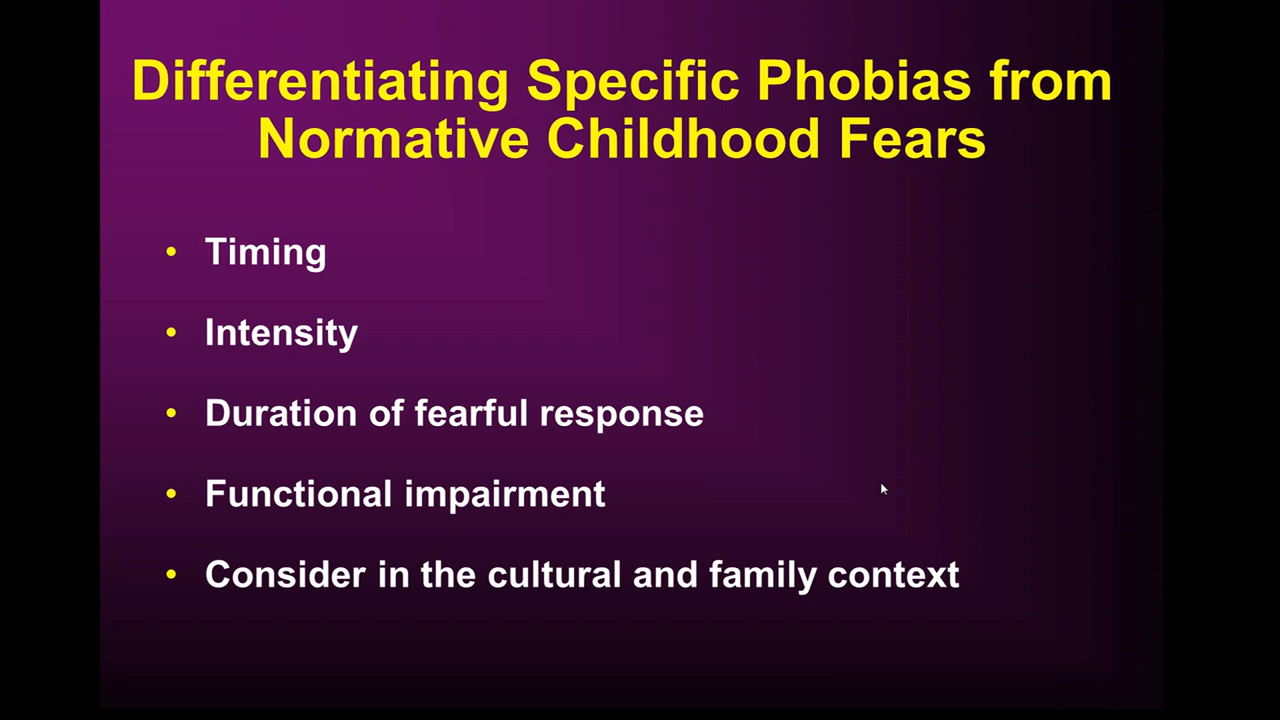 Differentiating Specific Phobias from
Normative Childhood Fears
• Timing
• Intensity
• Duration of fearful response
• Functional impairment
• Consider in the cultural and family context